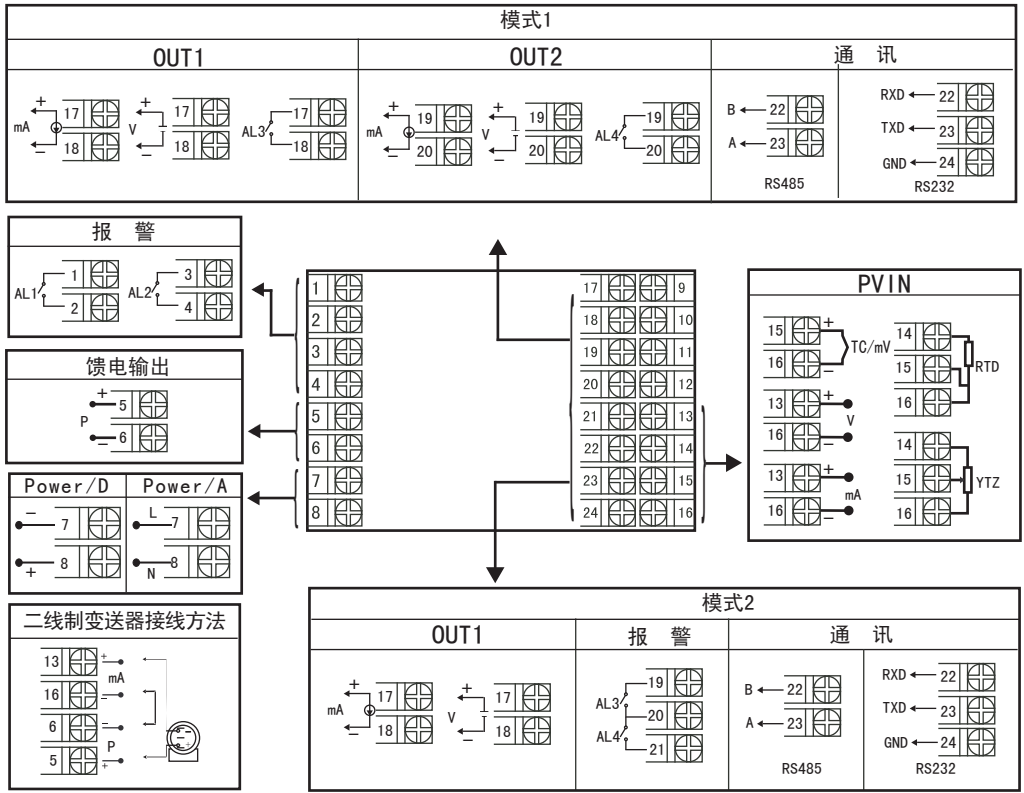 模式1
OUT1 OUT2 通 讯
+ 17 + 17 17 + 19 + 19 19 B 22 RXD 22
mA V AL3 mA V AL4 TXD 23
− 18 − 18 18 − 20 − 20 20 A 23 GND 24
RS485 RS232
报 警
1 3
AL1 AL2
2 4
馈电输出
+ 5
P
− 6
Power/D Power/A
− 7 L 7
+ 8 N 8
二线制变送器接线方法
13 +
mA
16 −
6 −
P
5 +
− +
1 17 9
2 18 10
3 19 11
4 20 12
5 21 13
6 22 14
7 23 15
8 24 16
PVIN
15 + 14
TC/mV 15 RTD
16 − 16
13 +
V
16 − 14
13 + 15 YTZ
mA
16 − 16
模式2
OUT1 报 警 通 讯
+ 17 + 17 19 B 22 RXD 22
mA V AL3 20 TXD 23
− 18 − 18 AL4 21 A 23 GND 24
RS485 RS232